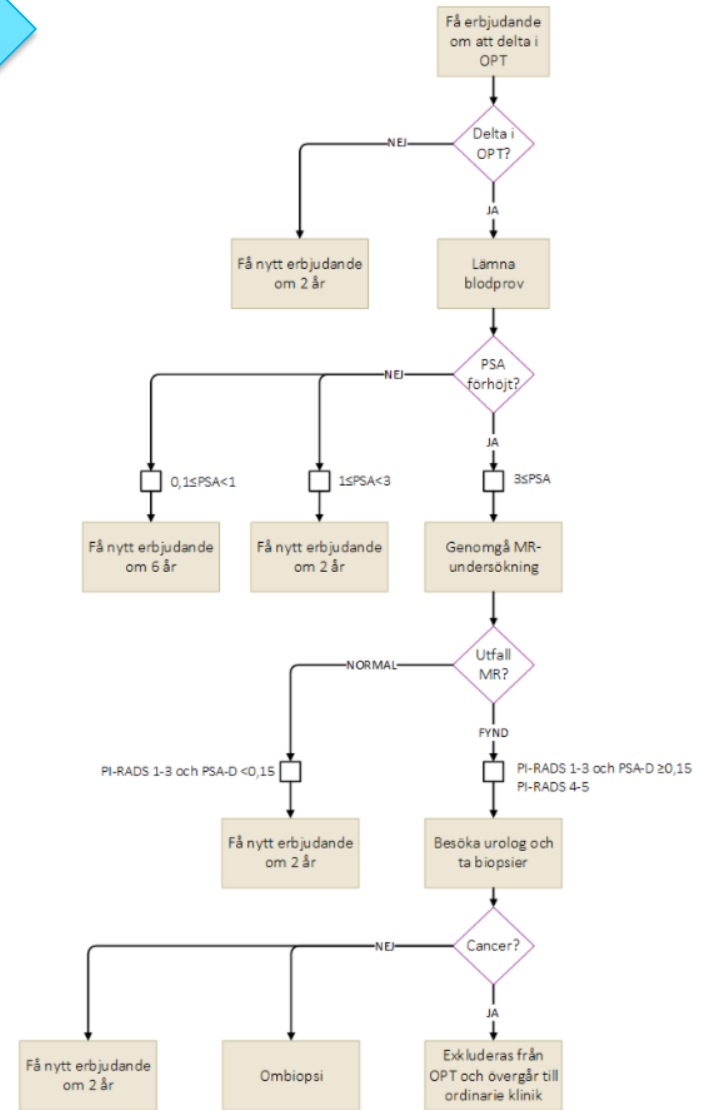 Få erbjudande
om att delta i
OPT
Delta i
OPT?
NEJ
JA
Få nytt erbjudande
om 2 år
Lämna
blodprov
PSA
förhöjt?
NEJ
JA
0,1≤PSA<1
1≤PSA<3
3≤PSA
Få nytt erbjudande
om 6 år
Få nytt erbjudande
om 2 år
Genomgå MR-
undersökning
Utfall
MR?
NORMAL
FYND
PI-RADS 1-3 och PSA-D <0,15
PI-RADS 1-3 och PSA-D ≥0,15
PI-RADS 4-5
Få nytt erbjudande
om 2 år
Besöka urolog och
ta biopsier
Cancer?
NEJ
JA
Få nytt erbjudande
om 2 år
Ombiopsi
Exkluderas från
OPT och övergår till
ordinarie klinik